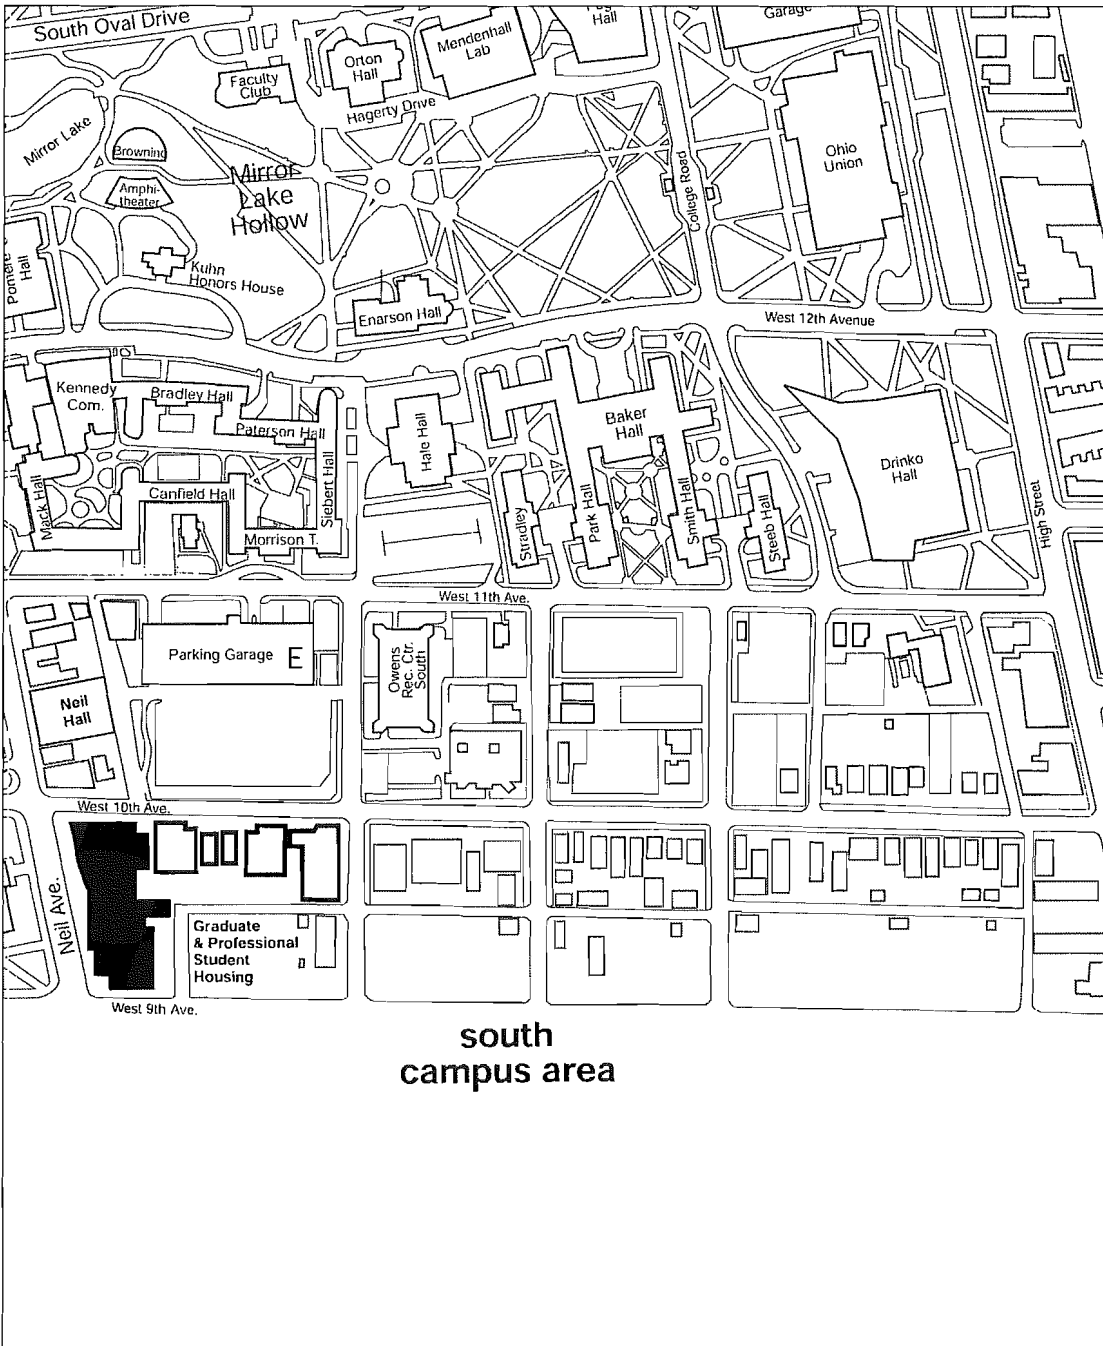 South Oval Drive
Orton
Hall
Mendenhall
Lab
Hall
Garage
Faculty
Club
Hagerty Drive
Mirror Lake
Browning
Amphi-
theater
Mirror
Lake
Hollow
College Road
Ohio
Union
Kuhn
Honors House
Hall
Enarson Hall
West 12th Avenue
Kennedy
Com.
Bradley Hall
Paterson Hall
Siebert Hall
Hale Hall
Baker
Hall
Drinko
Hall
Mack Hall
Canfield Hall
Morrison T.
Stradley
Park Hall
Smith Hall
Steeb Hall
High Street
West 11th Ave.
Parking Garage
E
Owens
Rec. Ctr.
South
Neil
Hall
West 10th Ave.
Neil Ave.
Graduate
& Professional
Student
Housing
West 9th Ave.
south
campus area